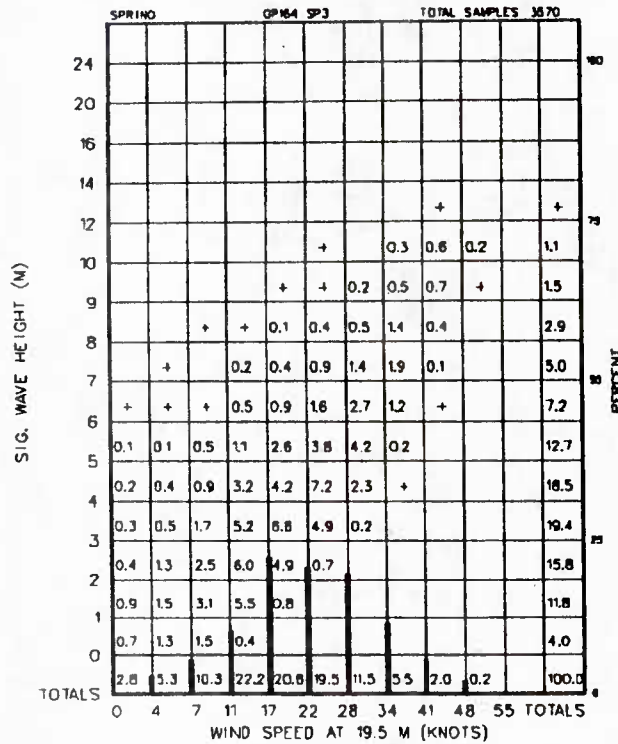 SPRING GP164 SP3 TOTAL SAMPLES 3670
24 100
20
16
14
13
+ +
12 75
+ 0.3 0.6 0.2 1.1
10
+ + 0.2 0.5 0.7 + 1.5
9
+ + 0.1 0.4 0.5 1.4 0.4 2.9
8
+ 0.2 0.4 0.9 1.4 1.9 0.1 5.0
7 50
+ + + 0.5 0.9 1.6 2.7 1.2 + 7.2
6
0.1 0.1 0.5 1.1 2.6 3.8 4.2 0.2 12.7
5
0.2 0.4 0.9 3.2 4.2 7.2 2.3 + 18.5
4
0.3 0.5 1.7 5.2 6.8 4.9 0.2 19.4
3 25
0.4 1.3 2.5 6.0 4.9 0.7 15.8
2
0.9 1.5 3.1 5.5 0.8 11.8
1
0.7 1.3 1.5 0.4 4.0
0
2.8 5.3 10.3 22.2 20.6 19.5 11.5 5.5 2.0 0.2 100.0
TOTALS 0
0 4 7 11 17 22 28 34 41 48 55 TOTALS
WIND SPEED AT 19.5 M (KNOTS)
SIG. WAVE HEIGHT (M)
PERCENT